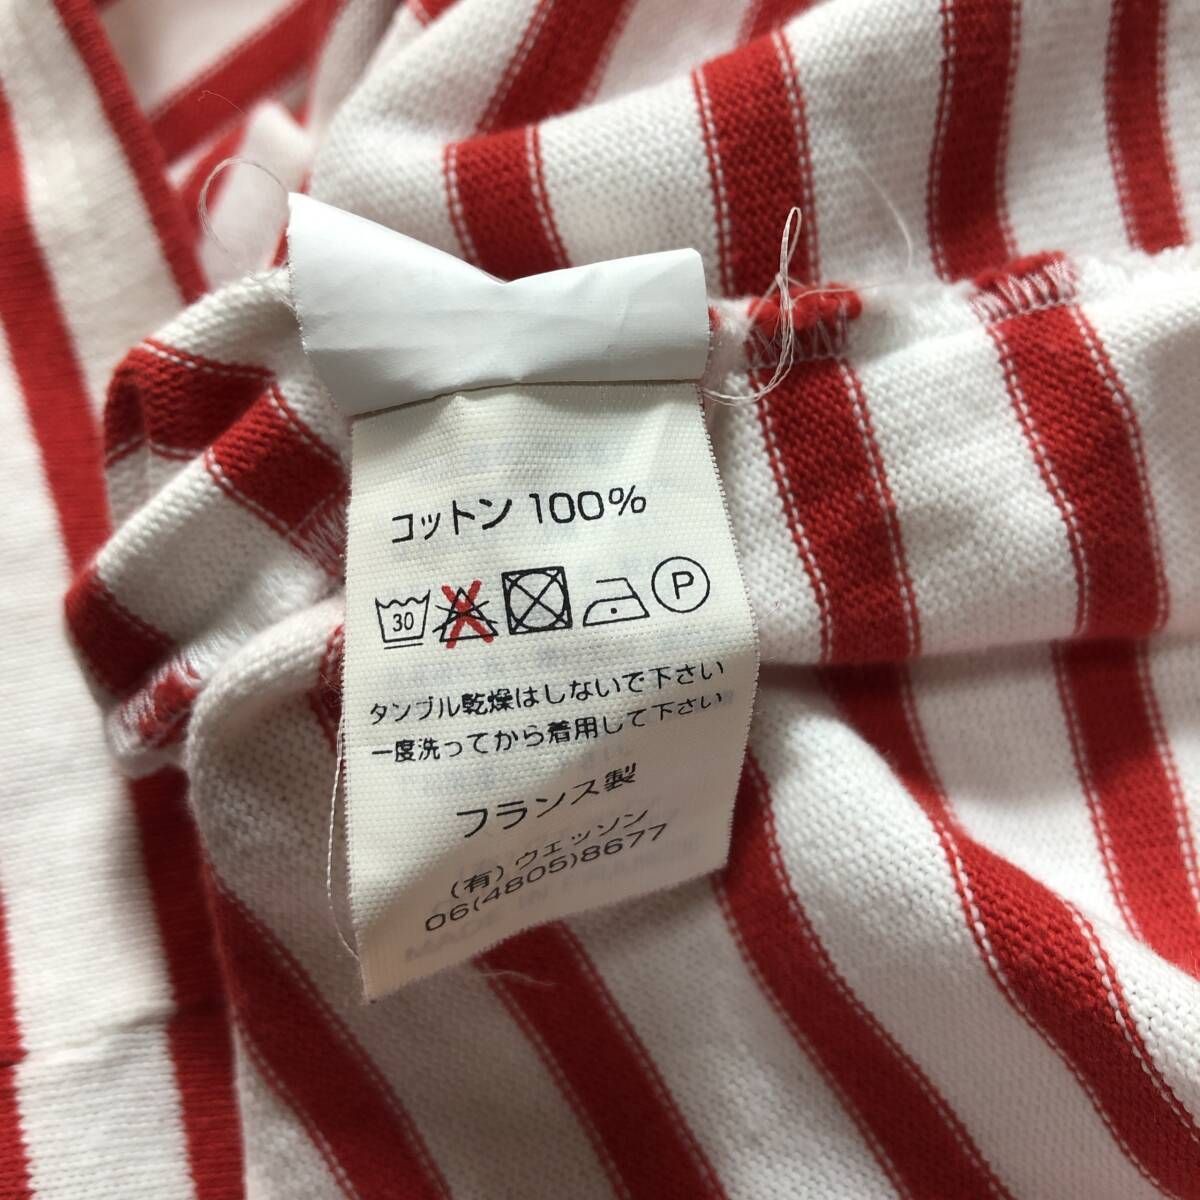 コットン 100%
30 P
タンブル乾燥はしないで下さい
一度洗ってから着用して下さい
フランス製
(有)ウエッソン
06(4805)8677